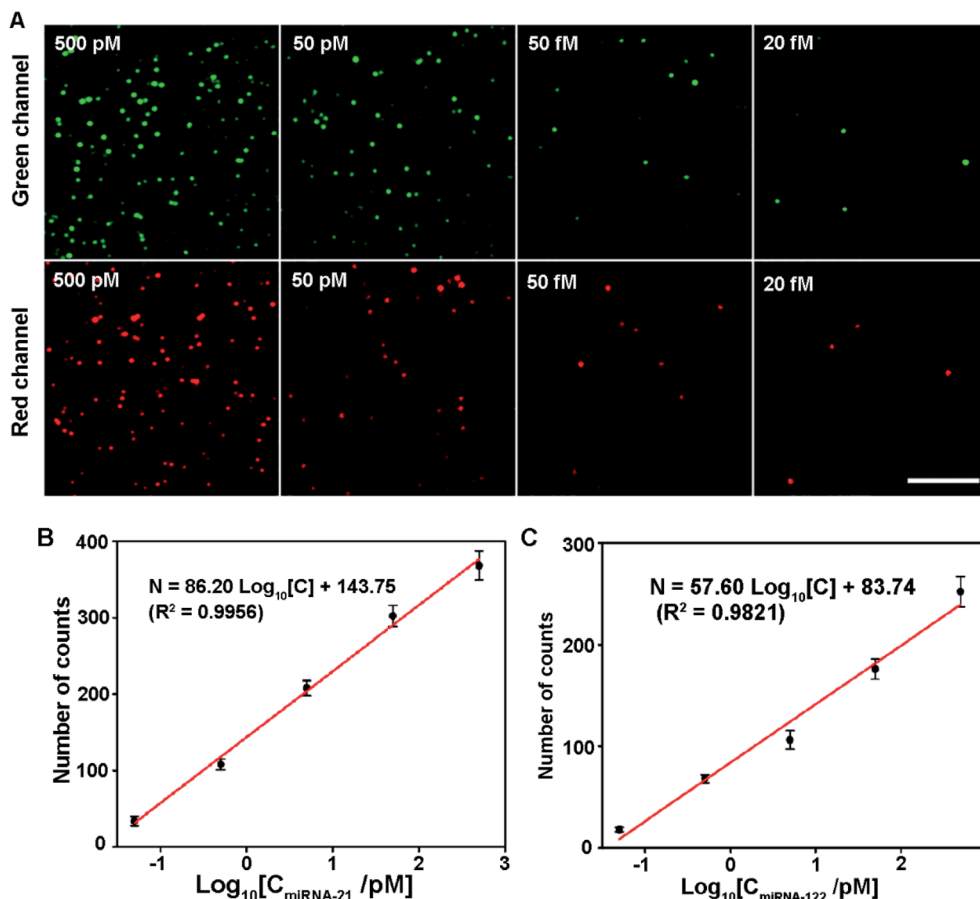 A
Green channel
500 pM
50 pM
50 fM
20 fM
Red channel
500 pM
50 pM
50 fM
20 fM
B
Number of counts
400
300
200
100
0
N = 86.20 Log₁₀[C] + 143.75
(R² = 0.9956)
-1
0
1
2
3
Log₁₀[C_miRNA-21 /pM]
C
Number of counts
300
200
100
0
N = 57.60 Log₁₀[C] + 83.74
(R² = 0.9821)
-1
0
1
2
Log₁₀[C_miRNA-122 /pM]